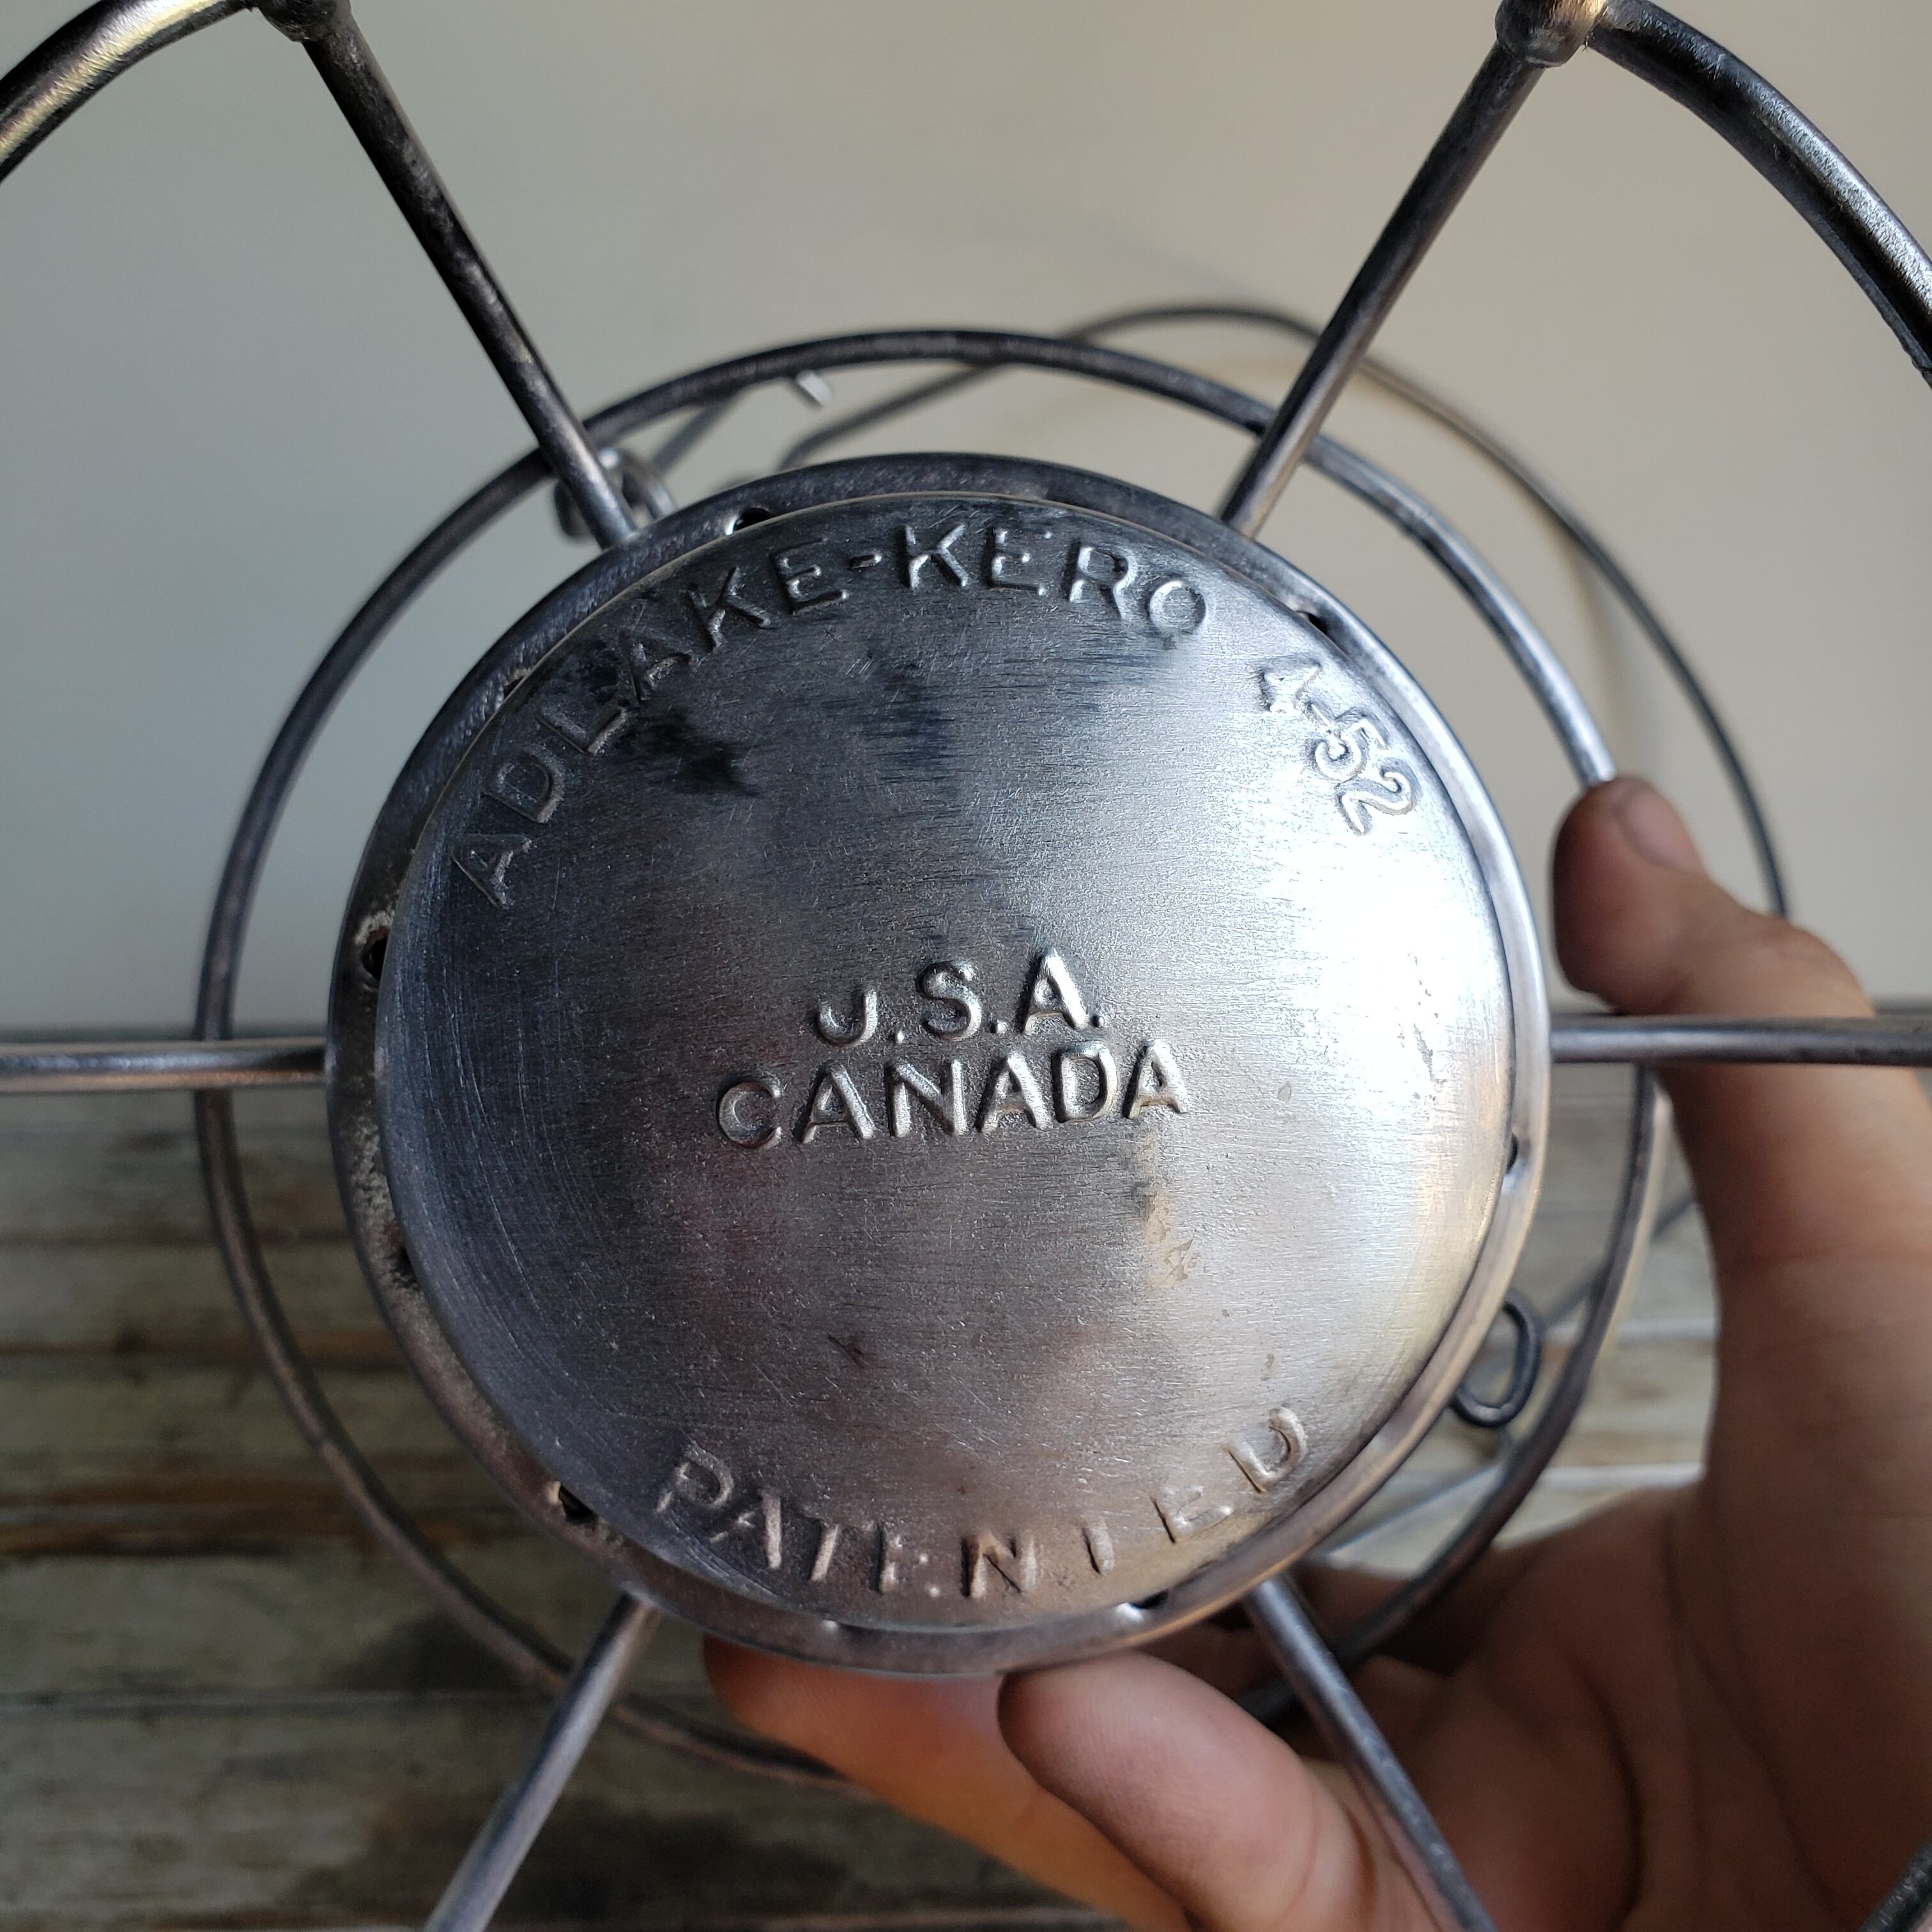 ADLAKE-KERO 4-52
U.S.A.
CANADA
PATENTED